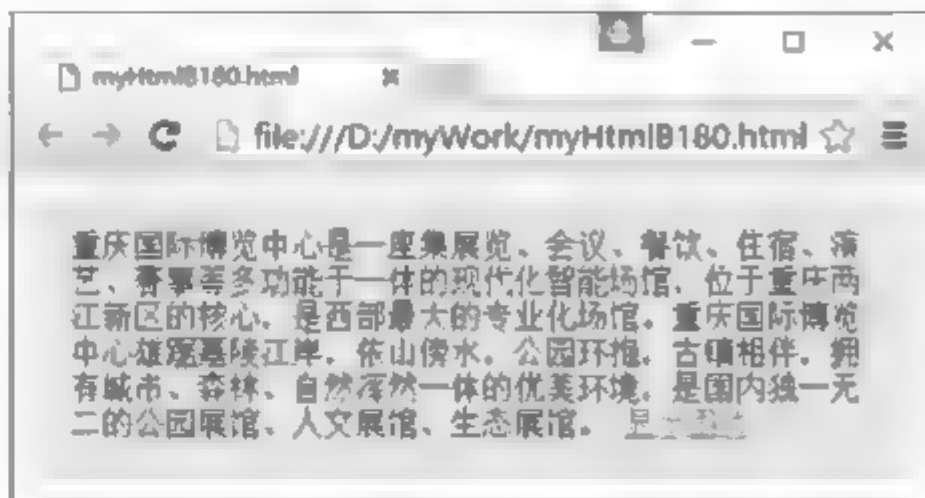 myHtmlB180.html
file:///D:/myWork/myHtmlB180.html
重庆国际博览中心是一座集展览、会议、餐饮、住宿、演
艺、赛事等多功能于一体的现代化智能场馆，位于重庆两
江新区的核心，是西部最大的专业化场馆。重庆国际博览
中心雄踞嘉陵江岸，依山傍水，公园环抱，古镇相伴，拥
有城市、森林、自然浑然一体的优美环境，是国内独一无
二的公园展馆、人文展馆、生态展馆。